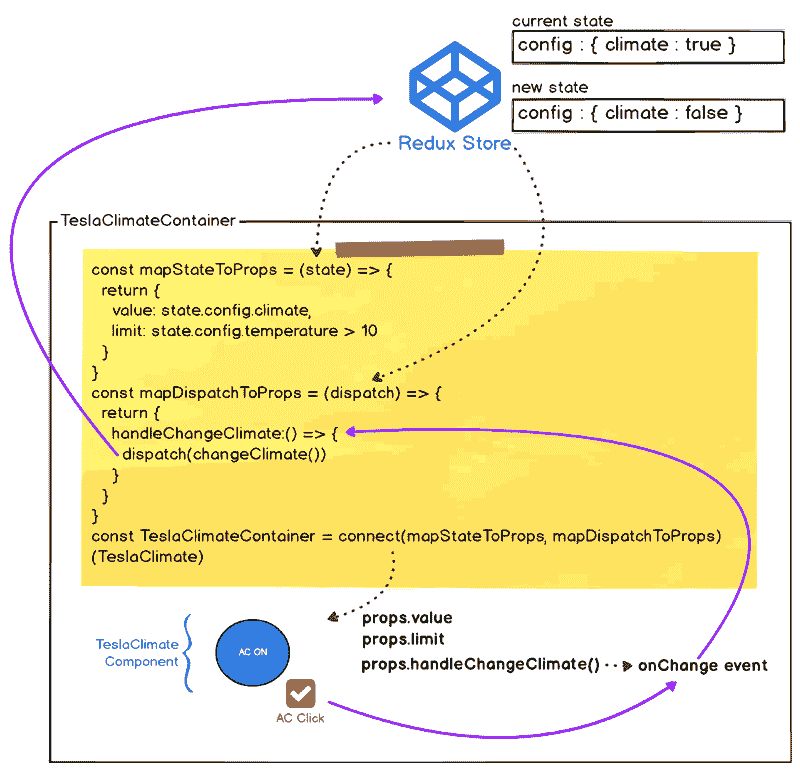 current state
config : { climate : true }
new state
config : { climate : false }
Redux Store
TeslaClimateContainer
const mapStateToProps = (state) => {
return {
value: state.config.climate,
limit: state.config.temperature > 10
}
}
const mapDispatchToProps = (dispatch) => {
return {
handleChangeClimate:() => {
dispatch(changeClimate())
}
}
}
const TeslaClimateContainer = connect(mapStateToProps, mapDispatchToProps)
(TeslaClimate)
props.value
props.limit
props.handleChangeClimate()
onChange event
TeslaClimate
Component
AC ON
AC Click